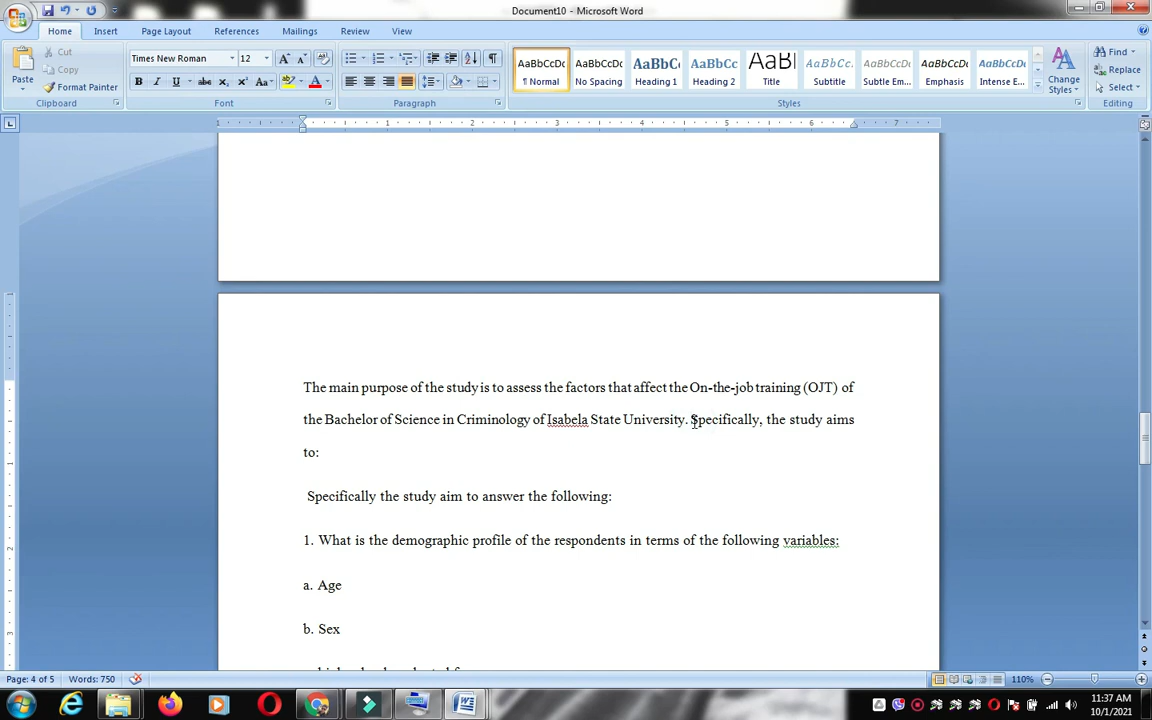 Document10 - Microsoft Word
Home Insert Page Layout References Mailings Review View
Cut
Copy
Format Painter
Paste
Clipboard
Times New Roman 12
Font
Paragraph
AaBbCcDc AaBbCcDc AaBbC AaBbCc AaB AaBbCc. AaBbCcDc AaBbCcDc AaBbCcDc
¶ Normal No Spacing Heading 1 Heading 2 Title Subtitle Subtle Em... Emphasis Intense E...
Change Styles
Styles
Find
Replace
Select
Editing
The main purpose of the study is to assess the factors that affect the On-the-job training (OJT) of
the Bachelor of Science in Criminology of Isabela State University. Specifically, the study aims
to:
Specifically the study aim to answer the following:
1. What is the demographic profile of the respondents in terms of the following variables:
a. Age
b. Sex
Page: 4 of 5 Words: 750
110%
11:37 AM
10/1/2021